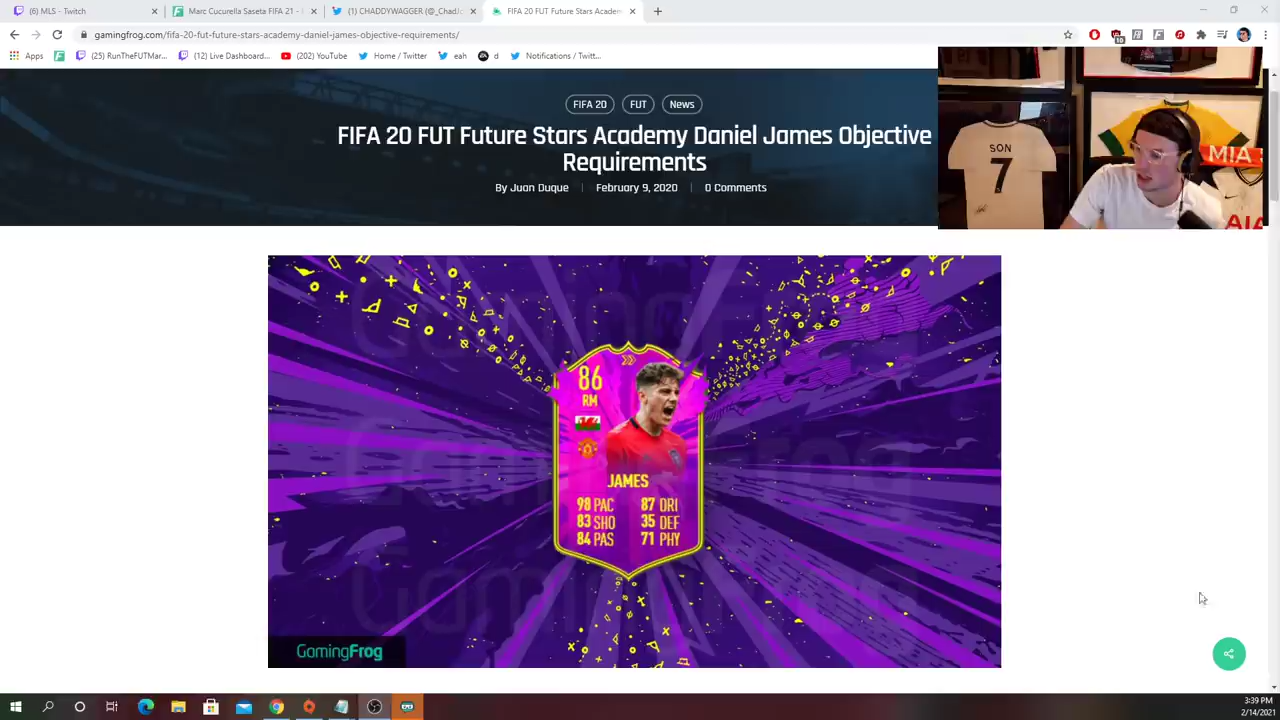 (6) MLS - Twitch
Marc Cucurella Saseta FIFA 21 -
(1) CHADDYWAGGER (@_Chad
FIFA 20 FUT Future Stars Academ
gamingfrog.com/fifa-20-fut-future-stars-academy-daniel-james-objective-requirements/
Apps
(25) RunTheFUTMar...
(12) Live Dashboard...
(202) YouTube
Home / Twitter
eah
d
Notifications / Twitt...
FIFA 20
FUT
News
FIFA 20 FUT Future Stars Academy Daniel James Objective
Requirements
By Juan Duque
February 9, 2020
0 Comments
SON
7
MIA
AIA
86
RM
JAMES
98 PAC 87 DRI
83 SHO 35 DEF
84 PAS 71 PHY
GamingFrog
3:39 PM
2/14/2021